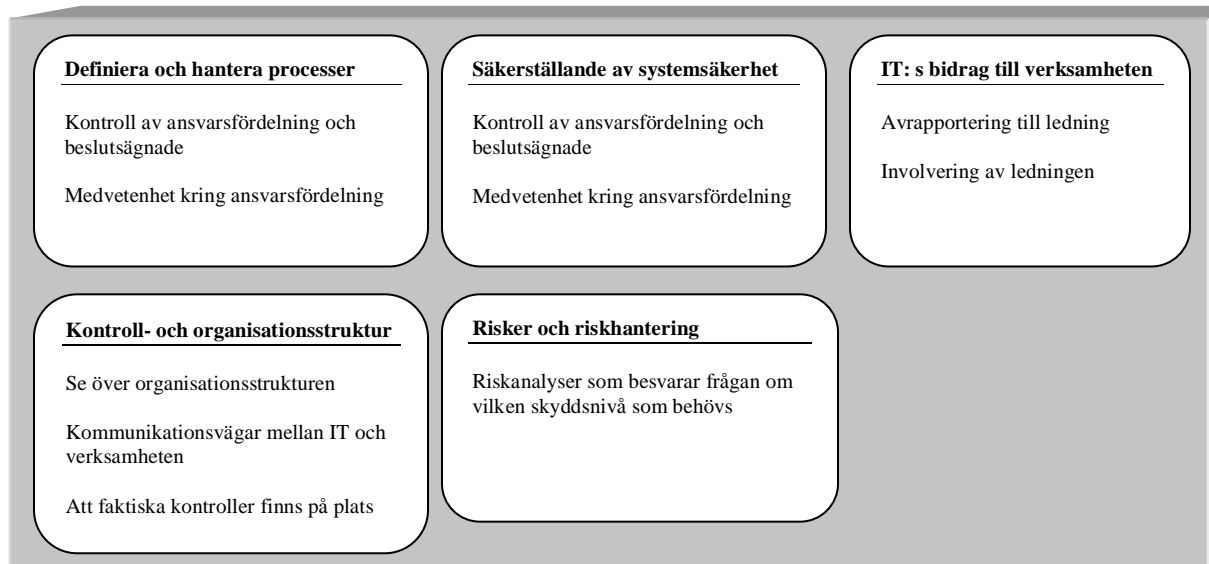 Definiera och hantera processer
Kontroll av ansvarsfördelning och
beslutsägnade
Medvetenhet kring ansvarsfördelning
Säkerställande av systemsäkerhet
Kontroll av ansvarsfördelning och
beslutsägnade
Medvetenhet kring ansvarsfördelning
IT: s bidrag till verksamheten
Avrapportering till ledning
Involvering av ledningen
Kontroll- och organisationsstruktur
Se över organisationsstrukturen
Kommunikationsvägar mellan IT och
verksamheten
Att faktiska kontroller finns på plats
Risker och riskhantering
Riskanalyser som besvarar frågan om
vilken skyddsnivå som behövs